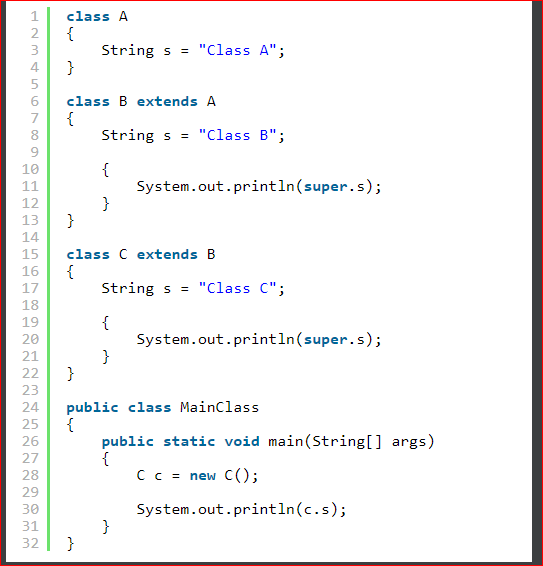 1 class A
2 {
3     String s = "Class A";
4 }
5
6 class B extends A
7 {
8     String s = "Class B";
9
10     {
11         System.out.println(super.s);
12     }
13 }
14
15 class C extends B
16 {
17     String s = "Class C";
18
19     {
20         System.out.println(super.s);
21     }
22 }
23
24 public class MainClass
25 {
26     public static void main(String[] args)
27     {
28         C c = new C();
29
30         System.out.println(c.s);
31     }
32 }